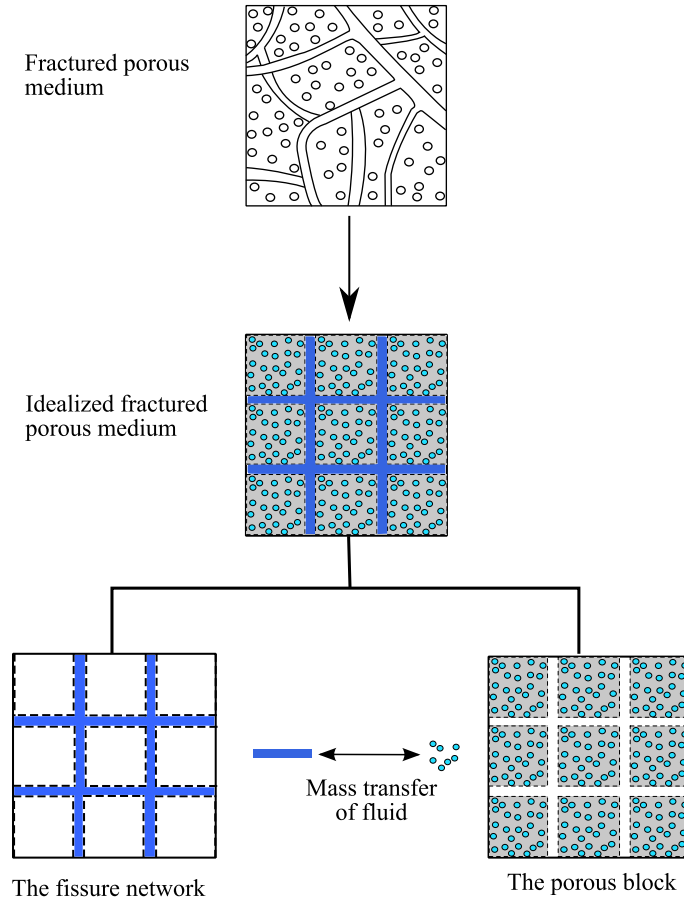 Fractured porous
medium
Idealized fractured
porous medium
Mass transfer
of fluid
The fissure network
The porous block